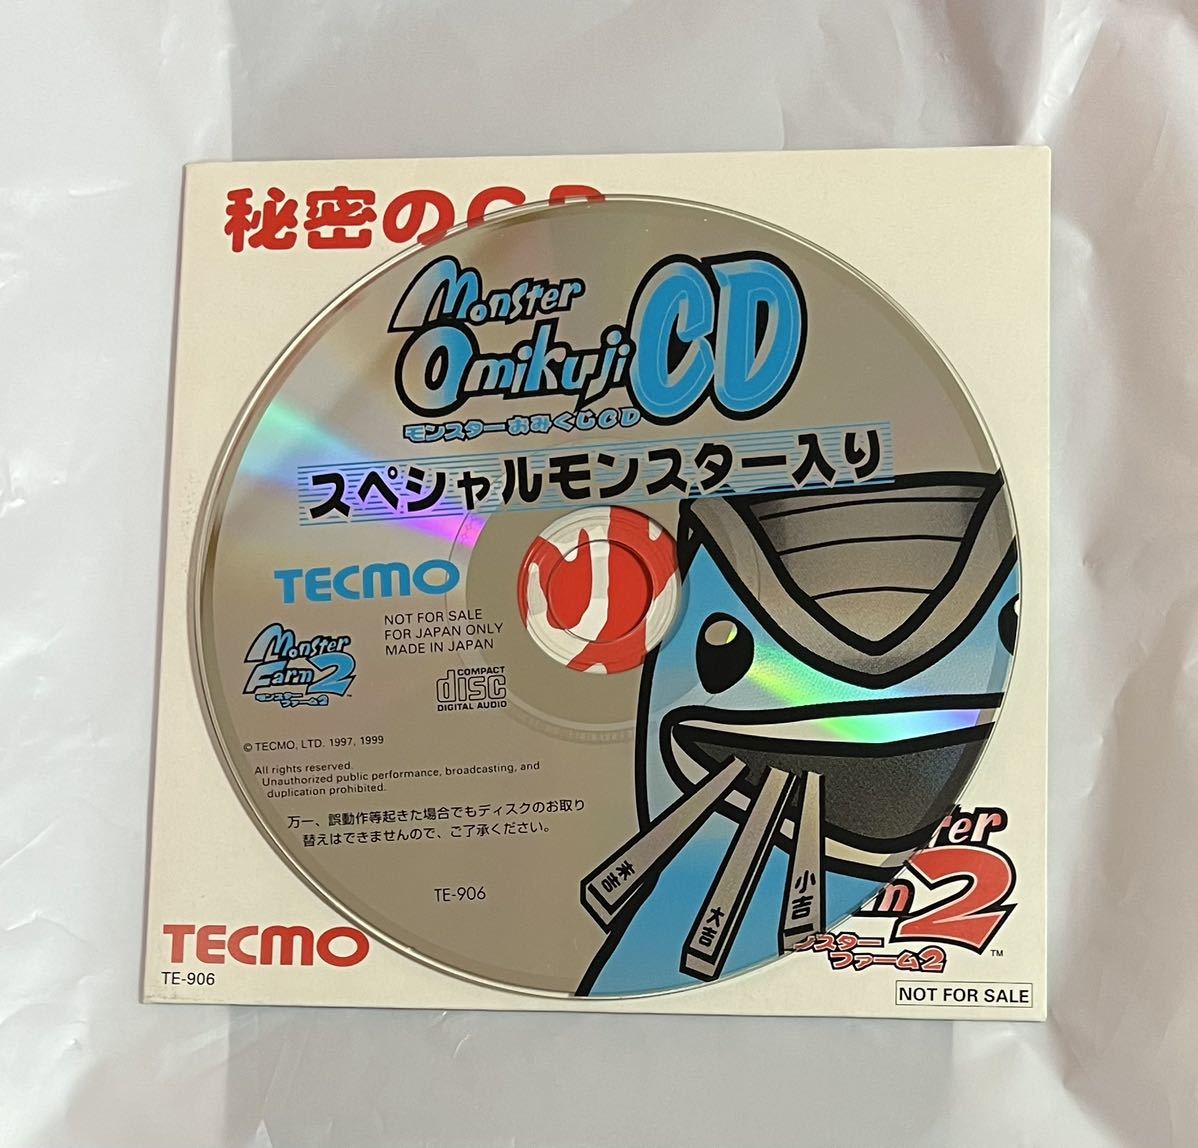 秘密のCD
Monster
Omikuji CD
モンスターおみくじCD
スペシャルモンスター入り
TECMO
NOT FOR SALE
FOR JAPAN ONLY
MADE IN JAPAN
Monster
Farm 2
TM
モンスター
ファーム2
COMPACT
disc
DIGITAL AUDIO
© TECMO, LTD. 1997, 1999
All rights reserved.
Unauthorized public performance, broadcasting, and
duplication prohibited.
万一、誤動作等起きた場合でもディスクのお取り
替えはできませんので、ご了承ください。
TE-906
末吉
大吉
小吉
ter
m 2
TM
ンスター
ファーム2
TECMO
TE-906
NOT FOR SALE